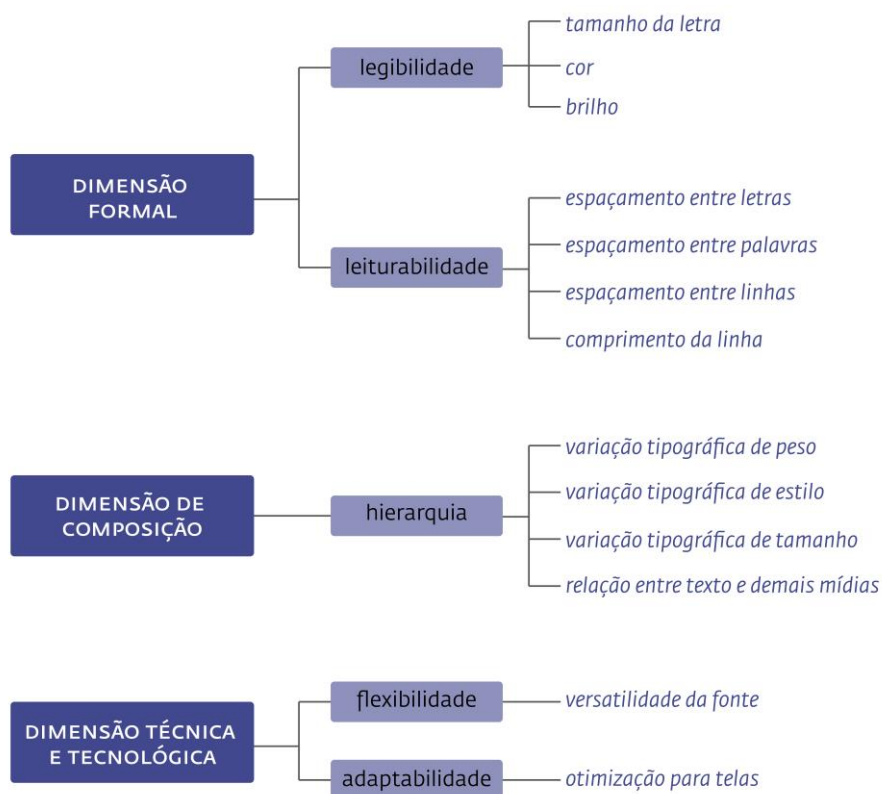 DIMENSÃO
FORMAL
legibilidade
tamanho da letra
cor
brilho
leiturabilidade
espaçamento entre letras
espaçamento entre palavras
espaçamento entre linhas
comprimento da linha
DIMENSÃO DE
COMPOSIÇÃO
hierarquia
variação tipográfica de peso
variação tipográfica de estilo
variação tipográfica de tamanho
relação entre texto e demais mídias
DIMENSÃO TÉCNICA
E TECNOLÓGICA
flexibilidade
versatilidade da fonte
adaptabilidade
otimização para telas